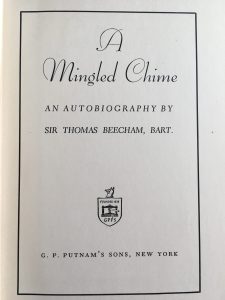 A
Mingled Chime
AN AUTOBIOGRAPHY BY
SIR THOMAS BEECHAM, BART.
G. P. PUTNAM'S SONS, NEW YORK